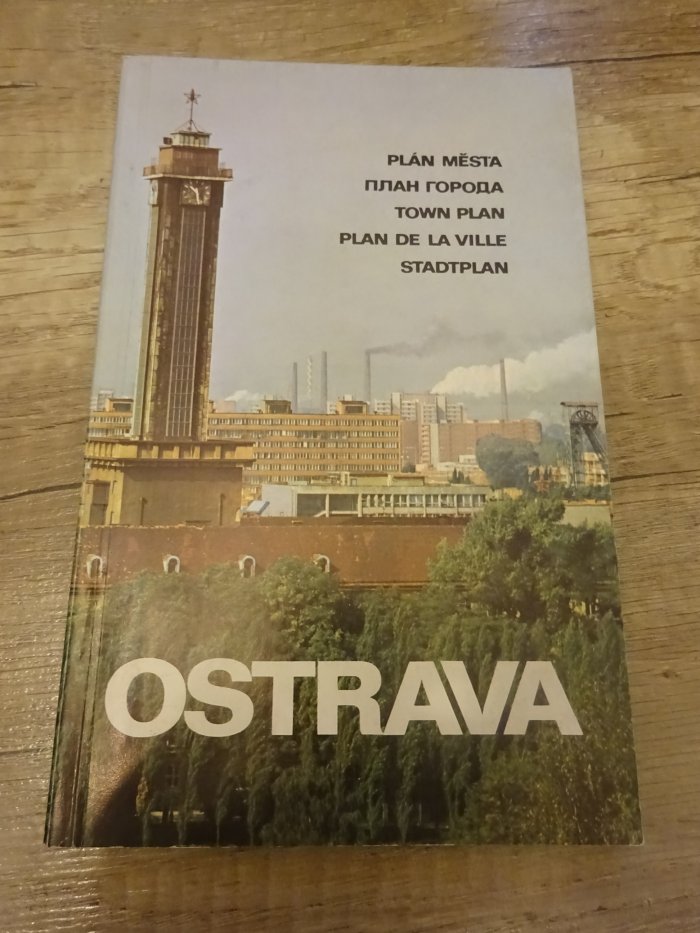 PLÁN MĚSTA
ПЛАН ГОРОДА
TOWN PLAN
PLAN DE LA VILLE
STADTPLAN
OSTRAVA